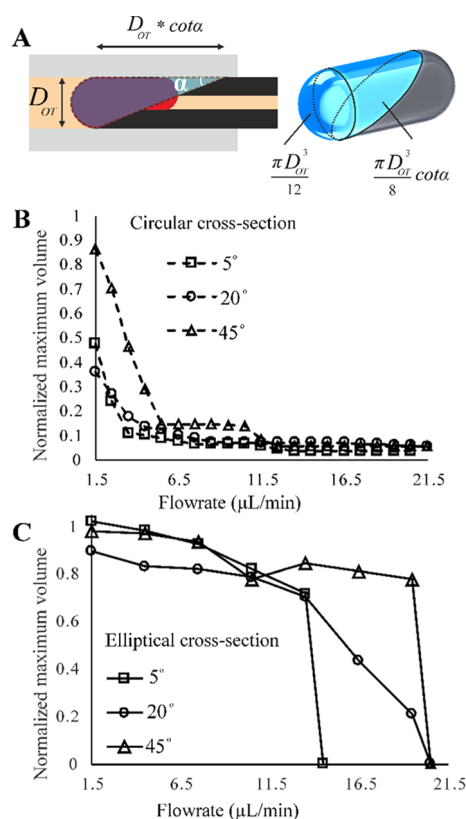 A
D_OT * cotα
α
D_OT
πD³_OT / 12
πD³_OT / 8 cotα
B
Circular cross-section
5°
20°
45°
Normalized maximum volume
1
0.9
0.8
0.7
0.6
0.5
0.4
0.3
0.2
0.1
0
1.5 6.5 11.5 16.5 21.5
Flowrate (μL/min)
C
Elliptical cross-section
5°
20°
45°
Normalized maximum volume
1
0.8
0.6
0.4
0.2
0
1.5 6.5 11.5 16.5 21.5
Flowrate (μL/min)